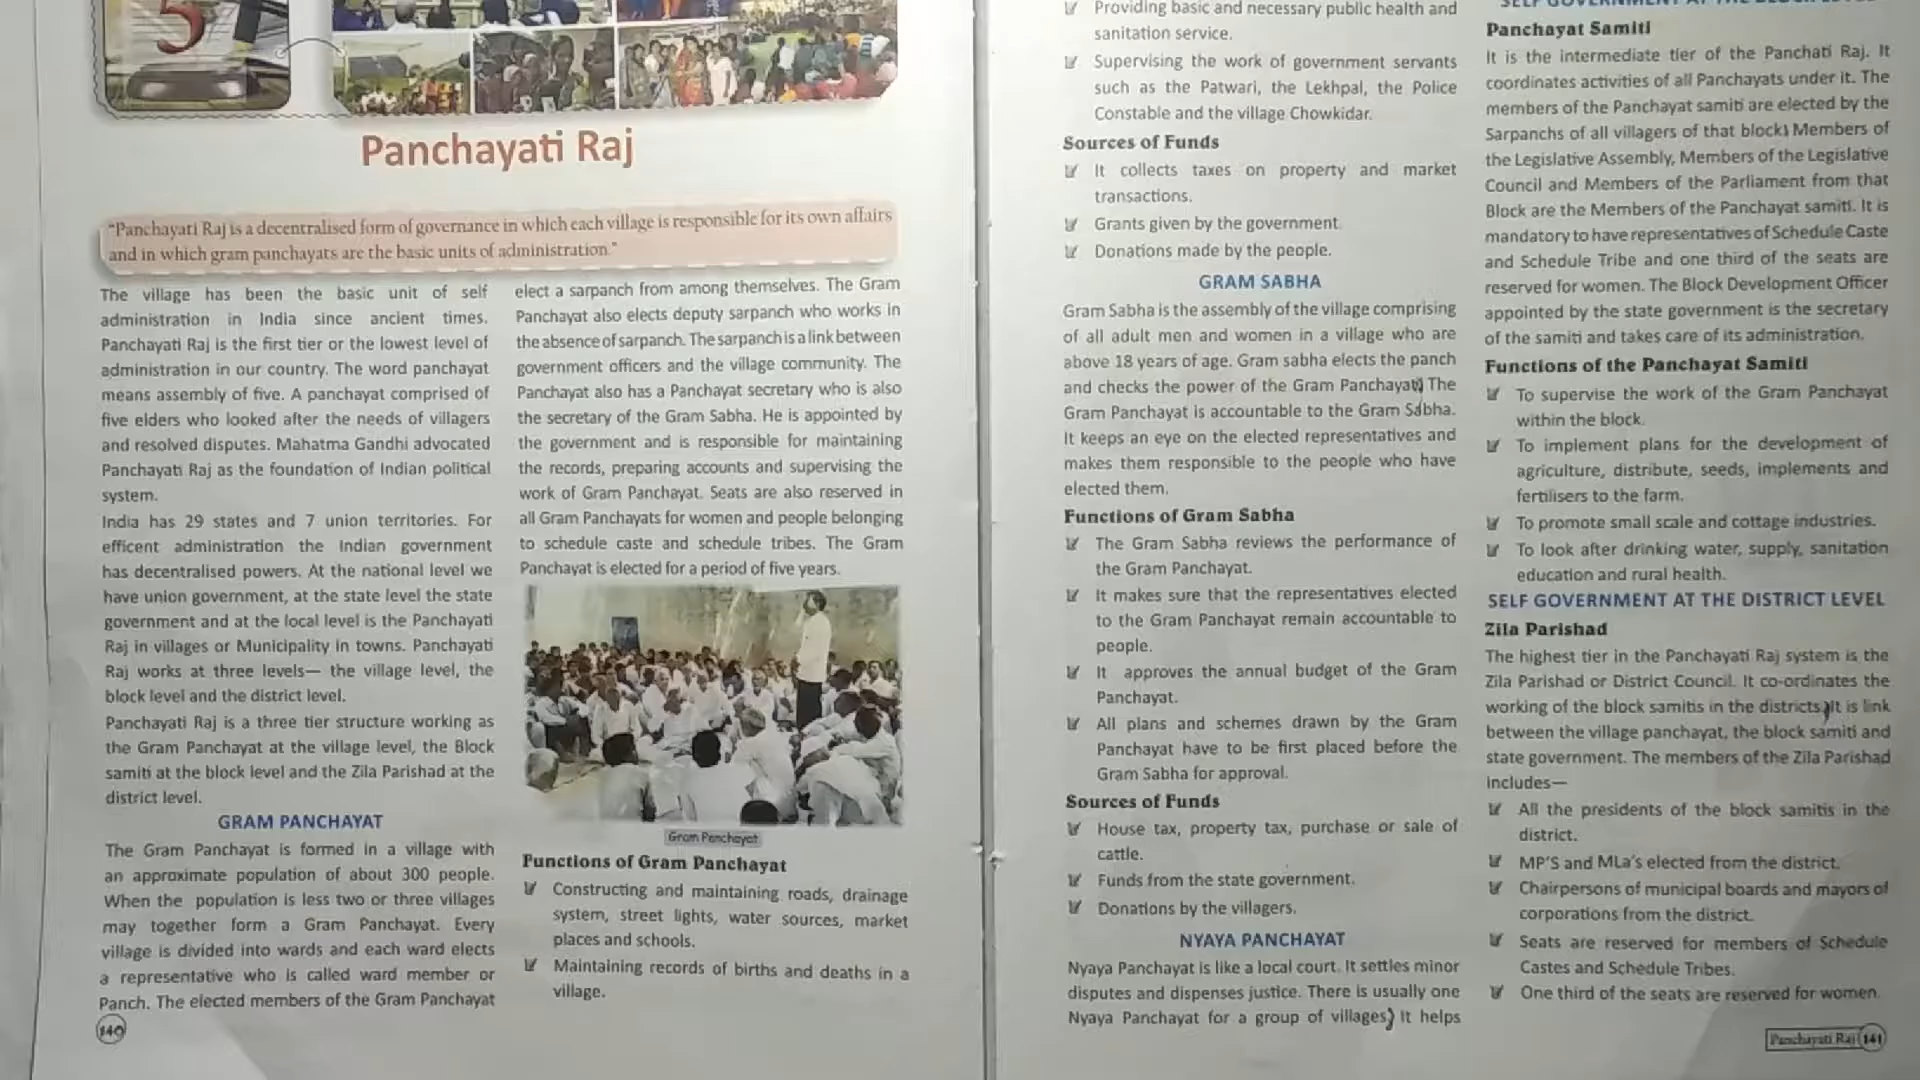 5
Panchayati Raj
"Panchayati Raj is a decentralised form of governance in which each village is responsible for its own affairs
and in which gram panchayats are the basic units of administration."
The village has been the basic unit of self
administration in India since ancient times.
Panchayati Raj is the first tier or the lowest level of
administration in our country. The word panchayat
means assembly of five. A panchayat comprised of
five elders who looked after the needs of villagers
and resolved disputes. Mahatma Gandhi advocated
Panchayati Raj as the foundation of Indian political
system.
India has 29 states and 7 union territories. For
efficent administration the Indian government
has decentralised powers. At the national level we
have union government, at the state level the state
government and at the local level is the Panchayati
Raj in villages or Municipality in towns. Panchayati
Raj works at three levels— the village level, the
block level and the district level.
Panchayati Raj is a three tier structure working as
the Gram Panchayat at the village level, the Block
samiti at the block level and the Zila Parishad at the
district level.
GRAM PANCHAYAT
The Gram Panchayat is formed in a village with
an approximate population of about 300 people.
When the population is less two or three villages
may together form a Gram Panchayat. Every
village is divided into wards and each ward elects
a representative who is called ward member or
Panch. The elected members of the Gram Panchayat
140
elect a sarpanch from among themselves. The Gram
Panchayat also elects deputy sarpanch who works in
the absence of sarpanch. The sarpanch is a link between
government officers and the village community. The
Panchayat also has a Panchayat secretary who is also
the secretary of the Gram Sabha. He is appointed by
the government and is responsible for maintaining
the records, preparing accounts and supervising the
work of Gram Panchayat. Seats are also reserved in
all Gram Panchayats for women and people belonging
to schedule caste and schedule tribes. The Gram
Panchayat is elected for a period of five years.
Gram Panchayat
Functions of Gram Panchayat
Constructing and maintaining roads, drainage
system, street lights, water sources, market
places and schools.
Maintaining records of births and deaths in a
village.
Providing basic and necessary public health and
sanitation service.
Supervising the work of government servants
such as the Patwari, the Lekhpal, the Police
Constable and the village Chowkidar.
Sources of Funds
It collects taxes on property and market
transactions.
Grants given by the government.
Donations made by the people.
GRAM SABHA
Gram Sabha is the assembly of the village comprising
of all adult men and women in a village who are
above 18 years of age. Gram sabha elects the panch
and checks the power of the Gram Panchayat. The
Gram Panchayat is accountable to the Gram Sabha.
It keeps an eye on the elected representatives and
makes them responsible to the people who have
elected them.
Functions of Gram Sabha
The Gram Sabha reviews the performance of
the Gram Panchayat.
It makes sure that the representatives elected
to the Gram Panchayat remain accountable to
people.
It approves the annual budget of the Gram
Panchayat.
All plans and schemes drawn by the Gram
Panchayat have to be first placed before the
Gram Sabha for approval.
Sources of Funds
House tax, property tax, purchase or sale of
cattle.
Funds from the state government.
Donations by the villagers.
NYAYA PANCHAYAT
Nyaya Panchayat is like a local court. It settles minor
disputes and dispenses justice. There is usually one
Nyaya Panchayat for a group of villages. It helps
SELF GOVERNMENT AT THE BLOCK LEVEL
Panchayat Samiti
It is the intermediate tier of the Panchati Raj. It
coordinates activities of all Panchayats under it. The
members of the Panchayat samiti are elected by the
Sarpanchs of all villagers of that block. Members of
the Legislative Assembly, Members of the Legislative
Council and Members of the Parliament from that
Block are the Members of the Panchayat samiti. It is
mandatory to have representatives of Schedule Caste
and Schedule Tribe and one third of the seats are
reserved for women. The Block Development Officer
appointed by the state government is the secretary
of the samiti and takes care of its administration.
Functions of the Panchayat Samiti
To supervise the work of the Gram Panchayat
within the block.
To implement plans for the development of
agriculture, distribute, seeds, implements and
fertilisers to the farm.
To promote small scale and cottage industries.
To look after drinking water, supply, sanitation
education and rural health.
SELF GOVERNMENT AT THE DISTRICT LEVEL
Zila Parishad
The highest tier in the Panchayati Raj system is the
Zila Parishad or District Council. It co-ordinates the
working of the block samitis in the districts. It is link
between the village panchayat, the block samiti and
state government. The members of the Zila Parishad
includes—
All the presidents of the block samitis in the
district.
MP'S and MLa's elected from the district.
Chairpersons of municipal boards and mayors of
corporations from the district.
Seats are reserved for members of Schedule
Castes and Schedule Tribes.
One third of the seats are reserved for women.
Panchayati Raj 141